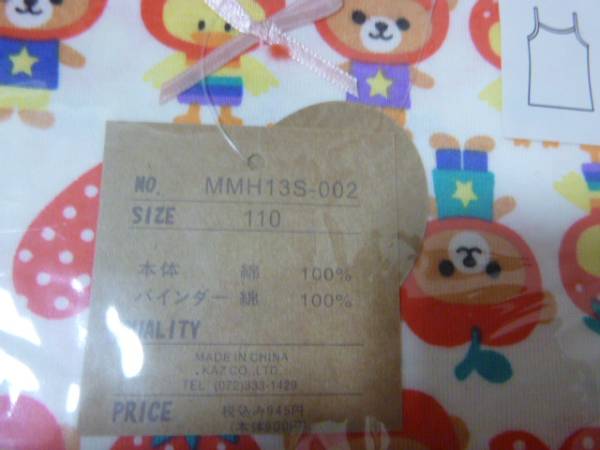 NO. MMH13S-002
SIZE 110
本体 綿 100%
バインダー 綿 100%
QUALITY
MADE IN CHINA
KAZ CO.,LTD.
TEL (072)333-1429
PRICE 税込み945円
(本体900円)